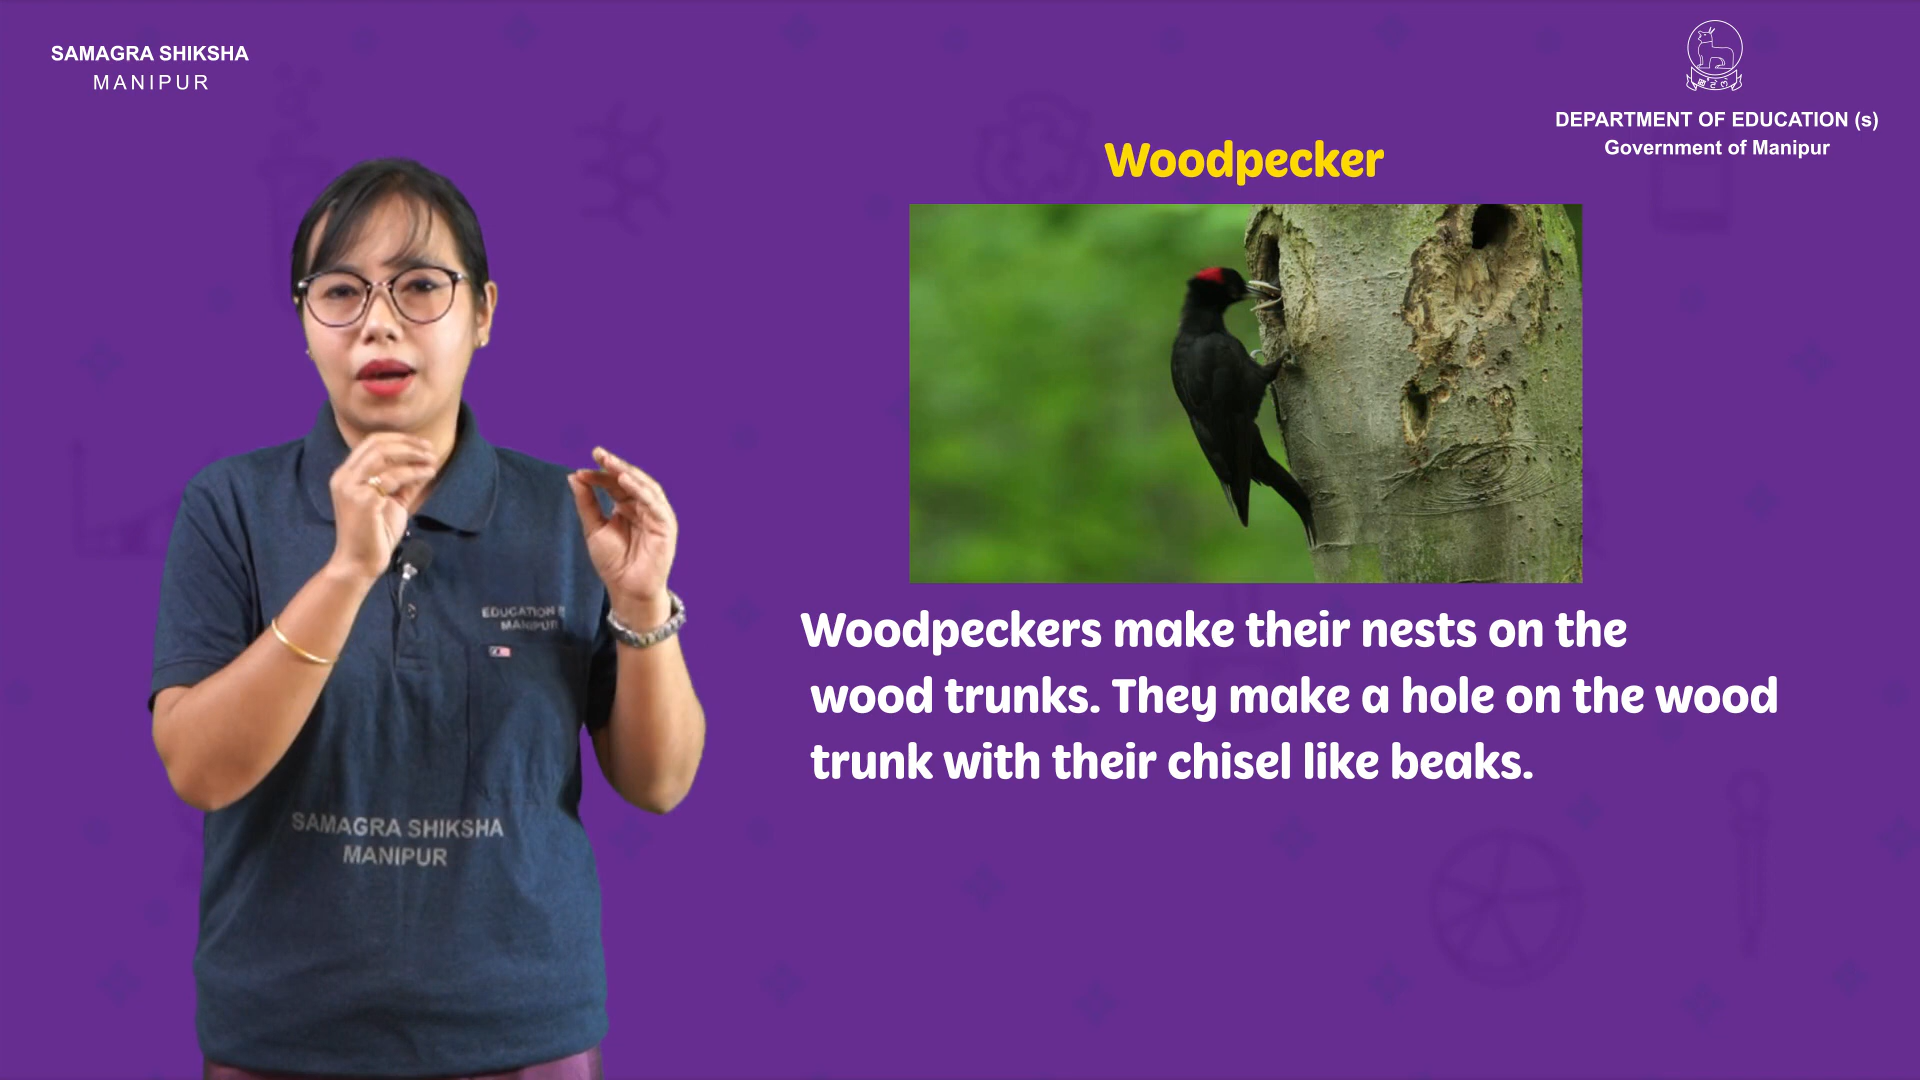 SAMAGRA SHIKSHA
MANIPUR
DEPARTMENT OF EDUCATION (s)
Government of Manipur
Woodpecker
Woodpeckers make their nests on the
wood trunks. They make a hole on the wood
trunk with their chisel like beaks.
EDUCATION
MANIPUR
SAMAGRA SHIKSHA
MANIPUR